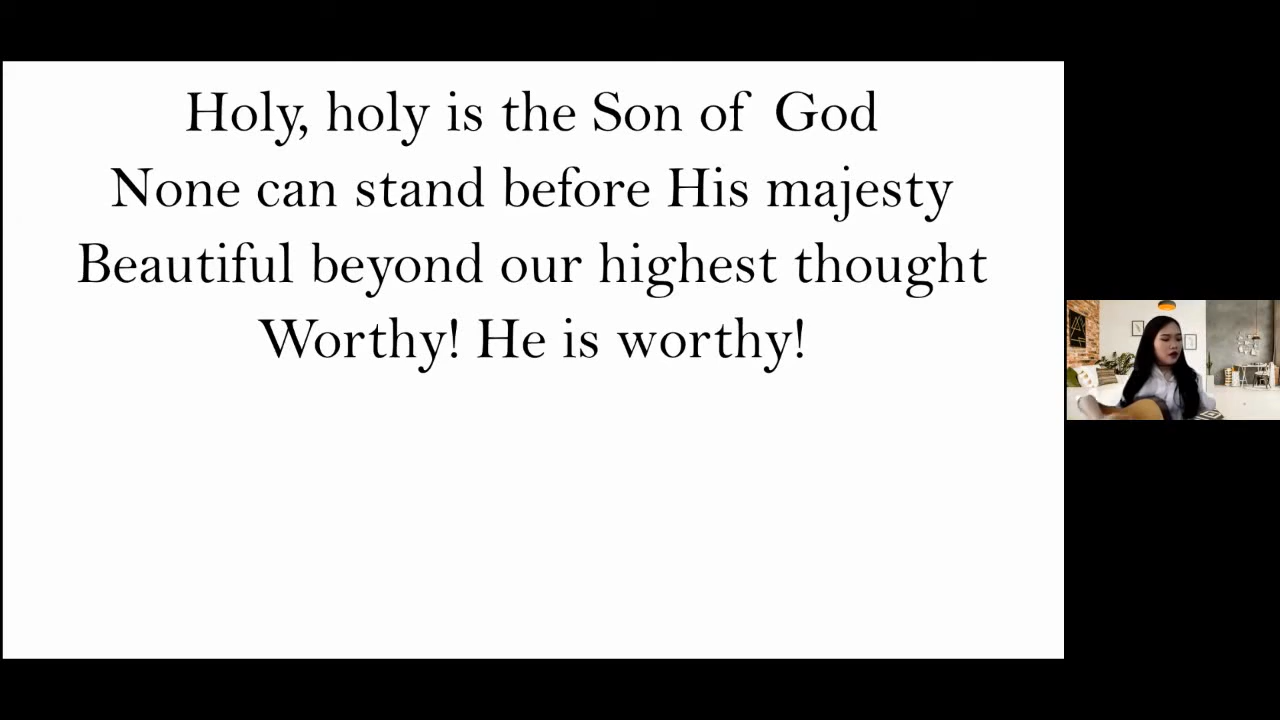 Holy, holy is the Son of God
None can stand before His majesty
Beautiful beyond our highest thought
Worthy! He is worthy!